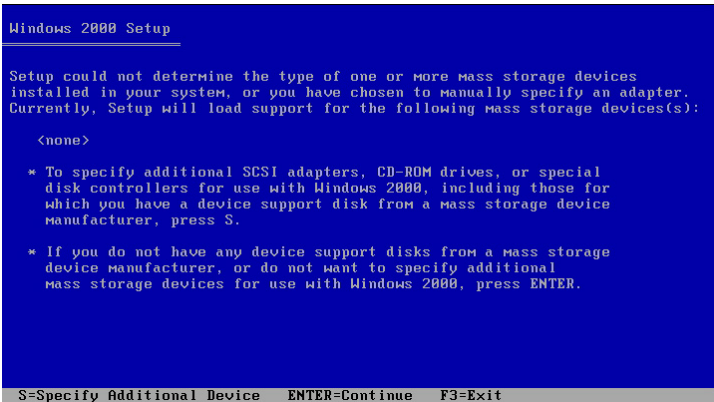 Windows 2000 Setup
Setup could not determine the type of one or more mass storage devices
installed in your system, or you have chosen to manually specify an adapter.
Currently, Setup will load support for the following mass storage devices(s):
<none>
* To specify additional SCSI adapters, CD-ROM drives, or special
disk controllers for use with Windows 2000, including those for
which you have a device support disk from a mass storage device
manufacturer, press S.
* If you do not have any device support disks from a mass storage
device manufacturer, or do not want to specify additional
mass storage devices for use with Windows 2000, press ENTER.
S=Specify Additional Device   ENTER=Continue   F3=Exit